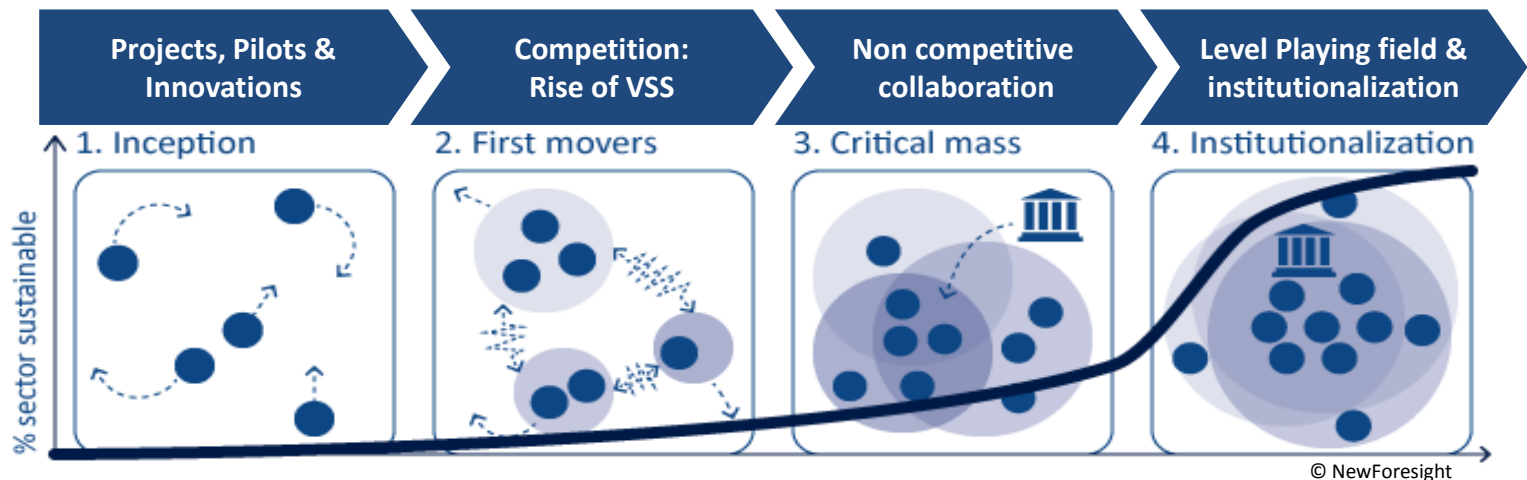 Projects, Pilots &
Innovations
Competition:
Rise of VSS
Non competitive
collaboration
Level Playing field &
institutionalization
1. Inception
2. First movers
3. Critical mass
4. Institutionalization
% sector sustainable
© NewForesight